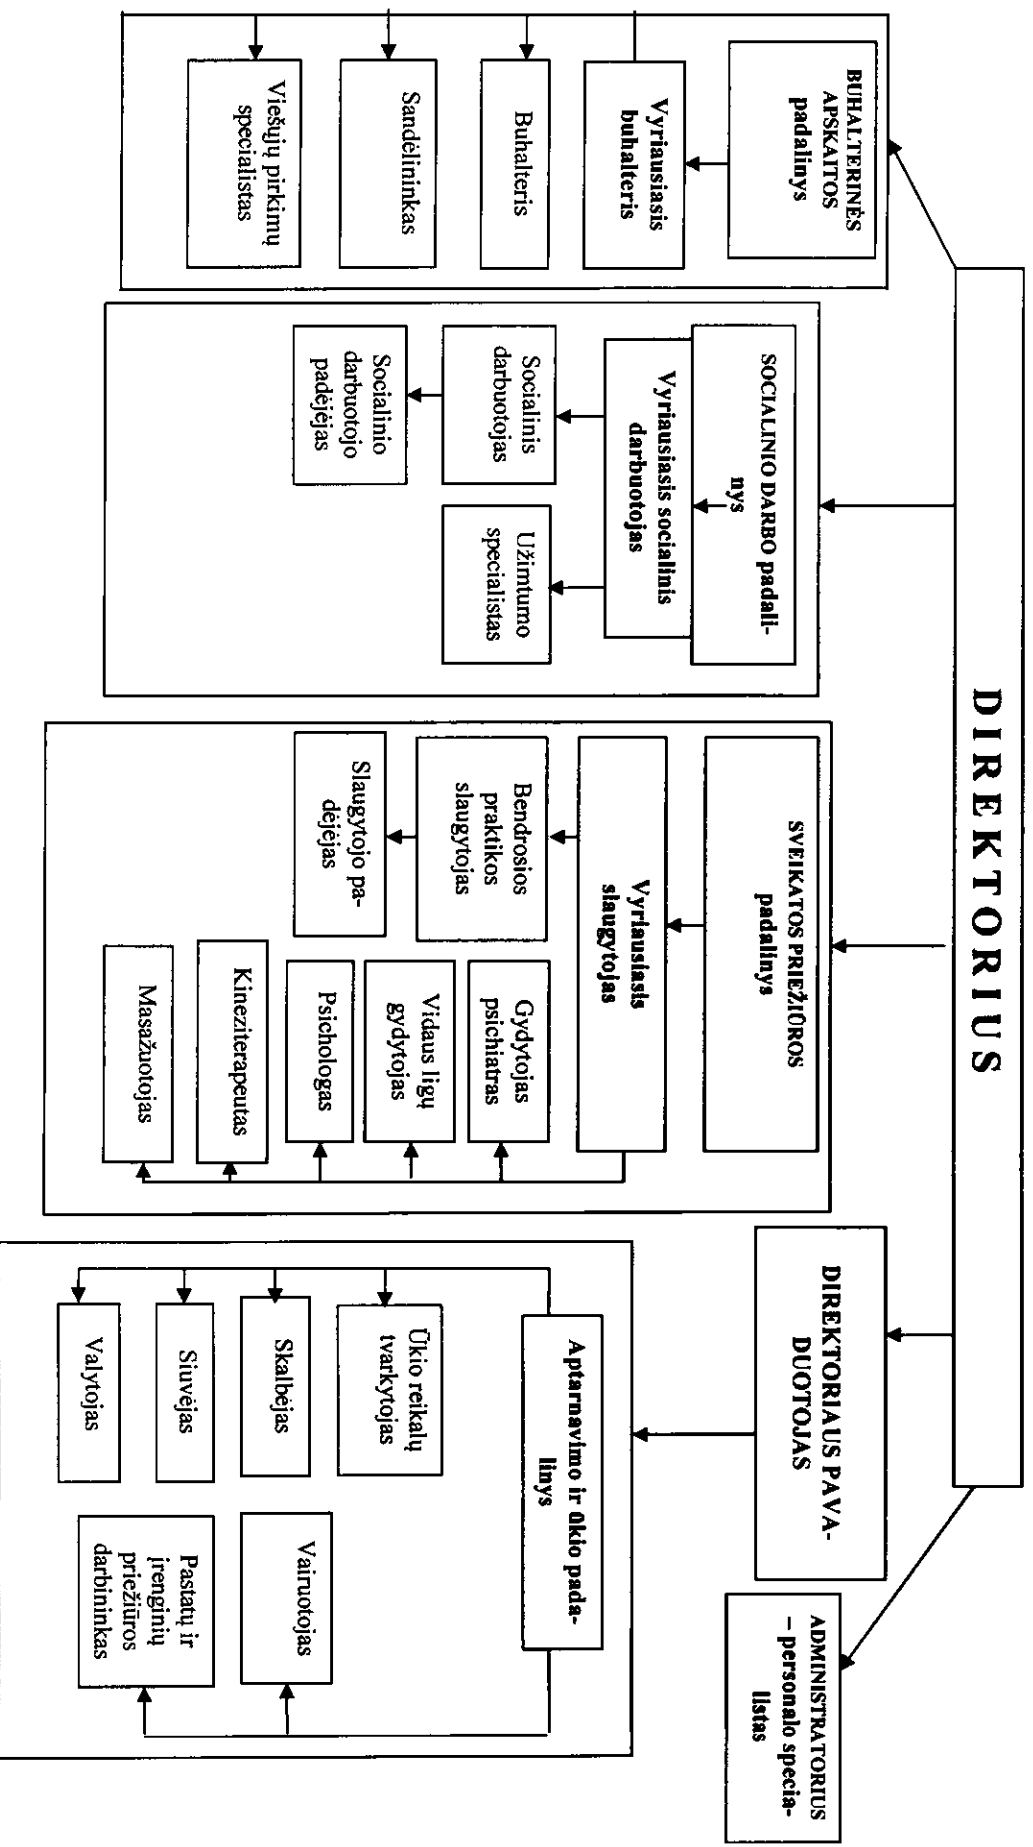 DIREKTORIUS
BUHALTERINĖS
APSKAITOS
padalinys
Vyriausiasis
buhalteris
Buhalteris
Sandėlininkas
Viešųjų pirkimų
specialistas
SOCIALINIO DARBO padali-
nys
Vyriausiasis socialinis
darbuotojas
Socialinis
darbuotojas
Socialinio
darbuotojo
padėjėjas
Užimtumo
specialistas
SVEIKATOS PRIEŽIŪROS
padalinys
Vyriausiasis
slaugytojas
Bendrosios
praktikos
slaugytojas
Slaugytojo pa-
dėjėjas
Gydytojas
psichiatras
Vidaus ligų
gydytojas
Psichologas
Kineziterapeutas
Masažuotojas
DIREKTORIAUS PAVA-
DUOTOJAS
Aptarnavimo ir ūkio pada-
linys
Ūkio reikalų
tvarkytojas
Skalbėjas
Siuvėjas
Valytojas
Vairuotojas
Pastatų ir
įrenginių
priežiūros
darbininkas
ADMINISTRATORIUS
– personalo specia-
listas